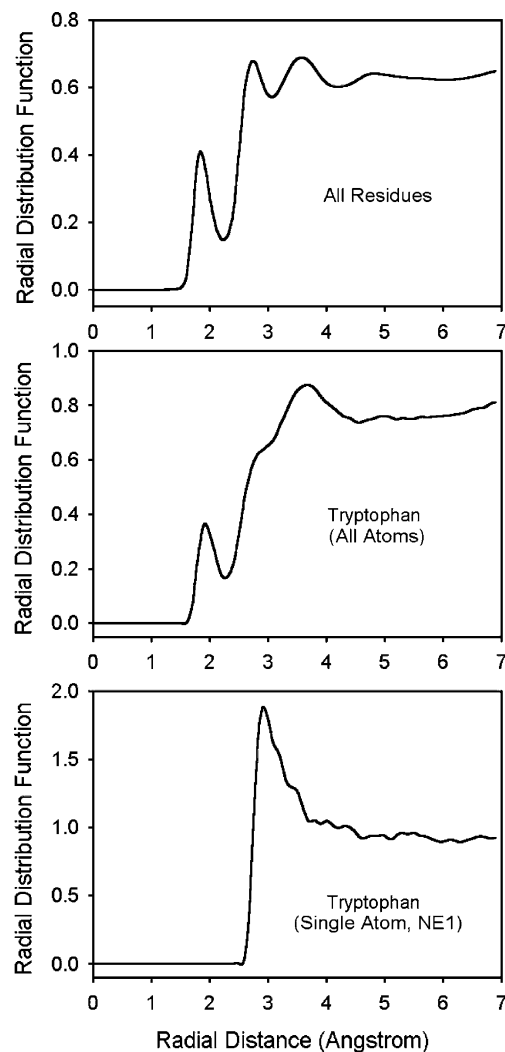 0.8
0.6
0.4
0.2
0.0
Radial Distribution Function
All Residues
0 1 2 3 4 5 6 7
1.0
0.8
0.6
0.4
0.2
0.0
Radial Distribution Function
Tryptophan
(All Atoms)
0 1 2 3 4 5 6 7
2.0
1.5
1.0
0.5
0.0
Radial Distribution Function
Tryptophan
(Single Atom, NE1)
0 1 2 3 4 5 6 7
Radial Distance (Angstrom)